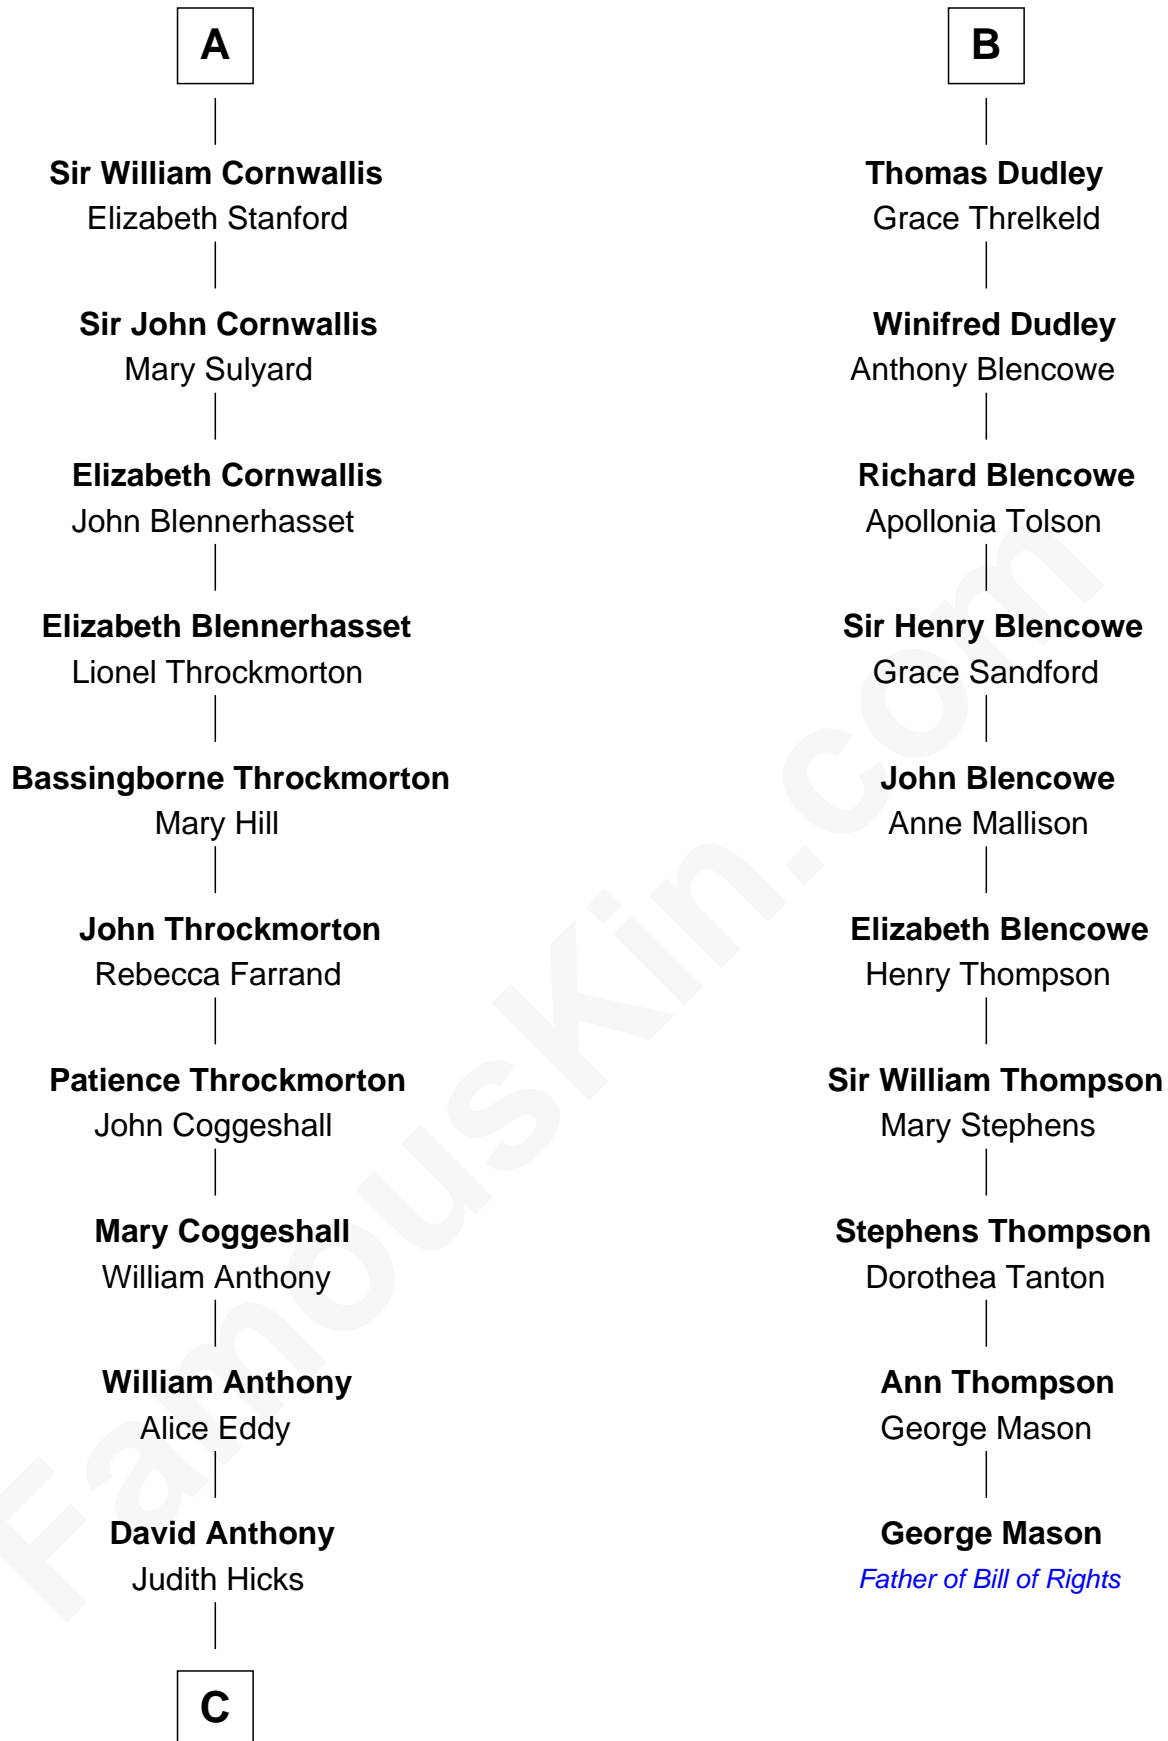 A
Sir William Cornwallis
Elizabeth Stanford
Sir John Cornwallis
Mary Sulyard
Elizabeth Cornwallis
John Blennerhasset
Elizabeth Blennerhasset
Lionel Throckmorton
Bassingborne Throckmorton
Mary Hill
John Throckmorton
Rebecca Farrand
Patience Throckmorton
John Coggeshall
Mary Coggeshall
William Anthony
William Anthony
Alice Eddy
David Anthony
Judith Hicks
C
B
Thomas Dudley
Grace Threlkeld
Winifred Dudley
Anthony Blencowe
Richard Blencowe
Apollonia Tolson
Sir Henry Blencowe
Grace Sandford
John Blencowe
Anne Mallison
Elizabeth Blencowe
Henry Thompson
Sir William Thompson
Mary Stephens
Stephens Thompson
Dorothea Tanton
Ann Thompson
George Mason
George Mason
Father of Bill of Rights
FamousKin.com